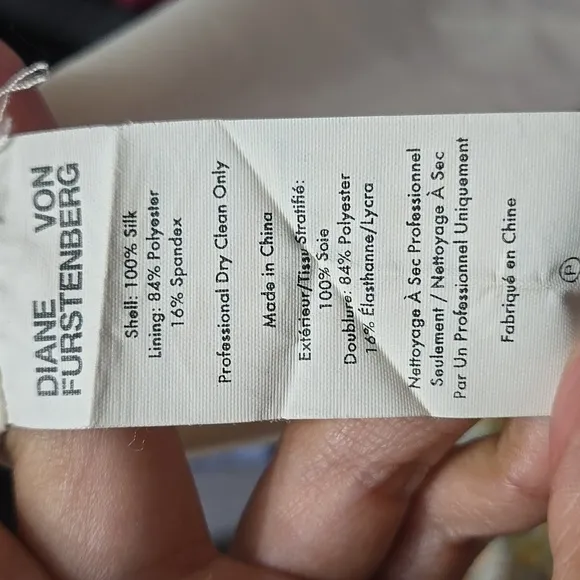 DIANE VON
FURSTENBERG
Shell: 100% Silk
Lining: 84% Polyester
16% Spandex
Professional Dry Clean Only
Made in China
Extérieur/Tissu Stratifié:
100% Soie
Doublure: 84% Polyester
16% Élasthanne/Lycra
Nettoyage À Sec Professionnel
Seulement / Nettoyage À Sec
Par Un Professionnel Uniquement
Fabriqué en Chine
P